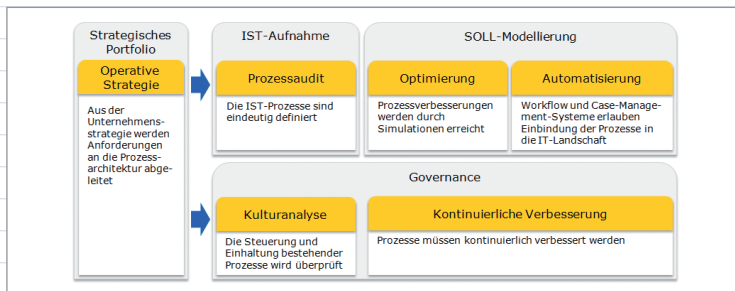 Strategisches
Portfolio
Operative
Strategie
Aus der
Unternehmens-
strategie werden
Anforderungen
an die Prozess-
architektur abge-
leitet
IST-Aufnahme
Prozessaudit
Die IST-Prozesse sind
eindeutig definiert
SOLL-Modellierung
Optimierung
Prozessverbesserungen
werden durch
Simulationen erreicht
Automatisierung
Workflow und Case-Manage-
ment-Systeme erlauben
Einbindung der Prozesse in
die IT-Landschaft
Governance
Kulturanalyse
Die Steuerung und
Einhaltung bestehender
Prozesse wird überprüft
Kontinuierliche Verbesserung
Prozesse müssen kontinuierlich verbessert werden